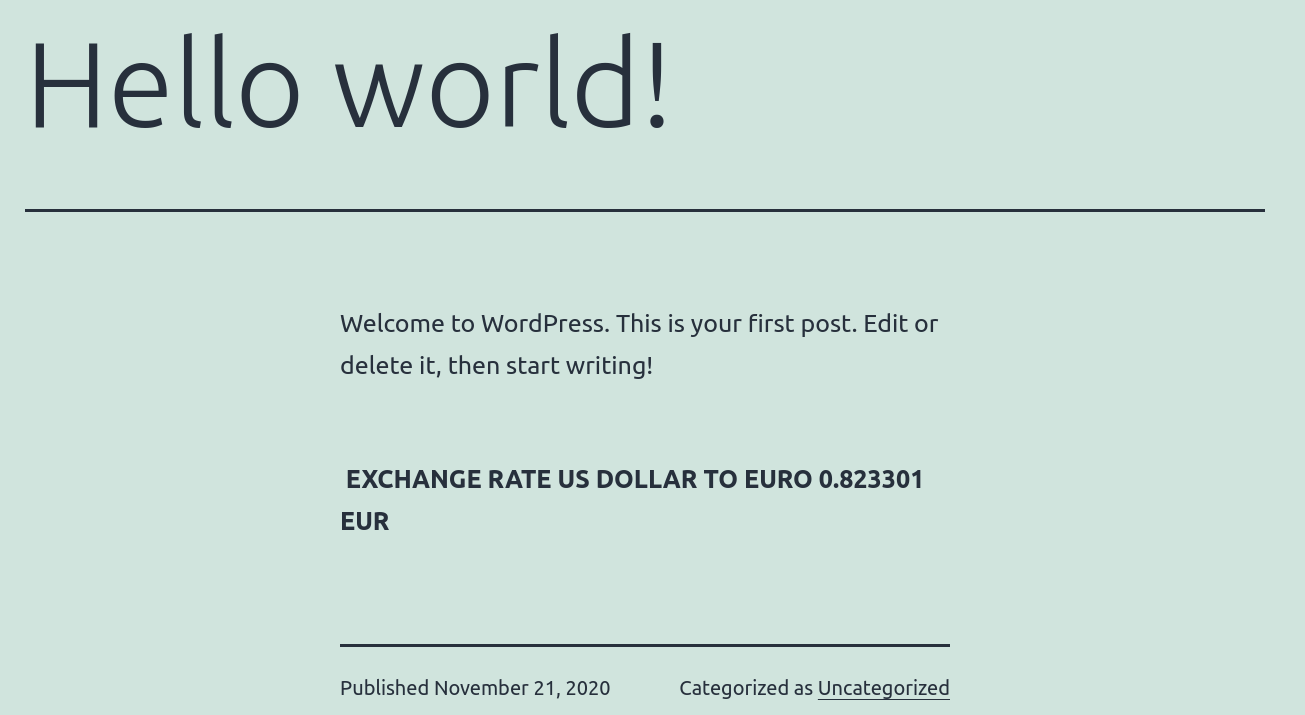 Hello world!
Welcome to WordPress. This is your first post. Edit or
delete it, then start writing!
EXCHANGE RATE US DOLLAR TO EURO 0.823301
EUR
Published November 21, 2020 Categorized as Uncategorized